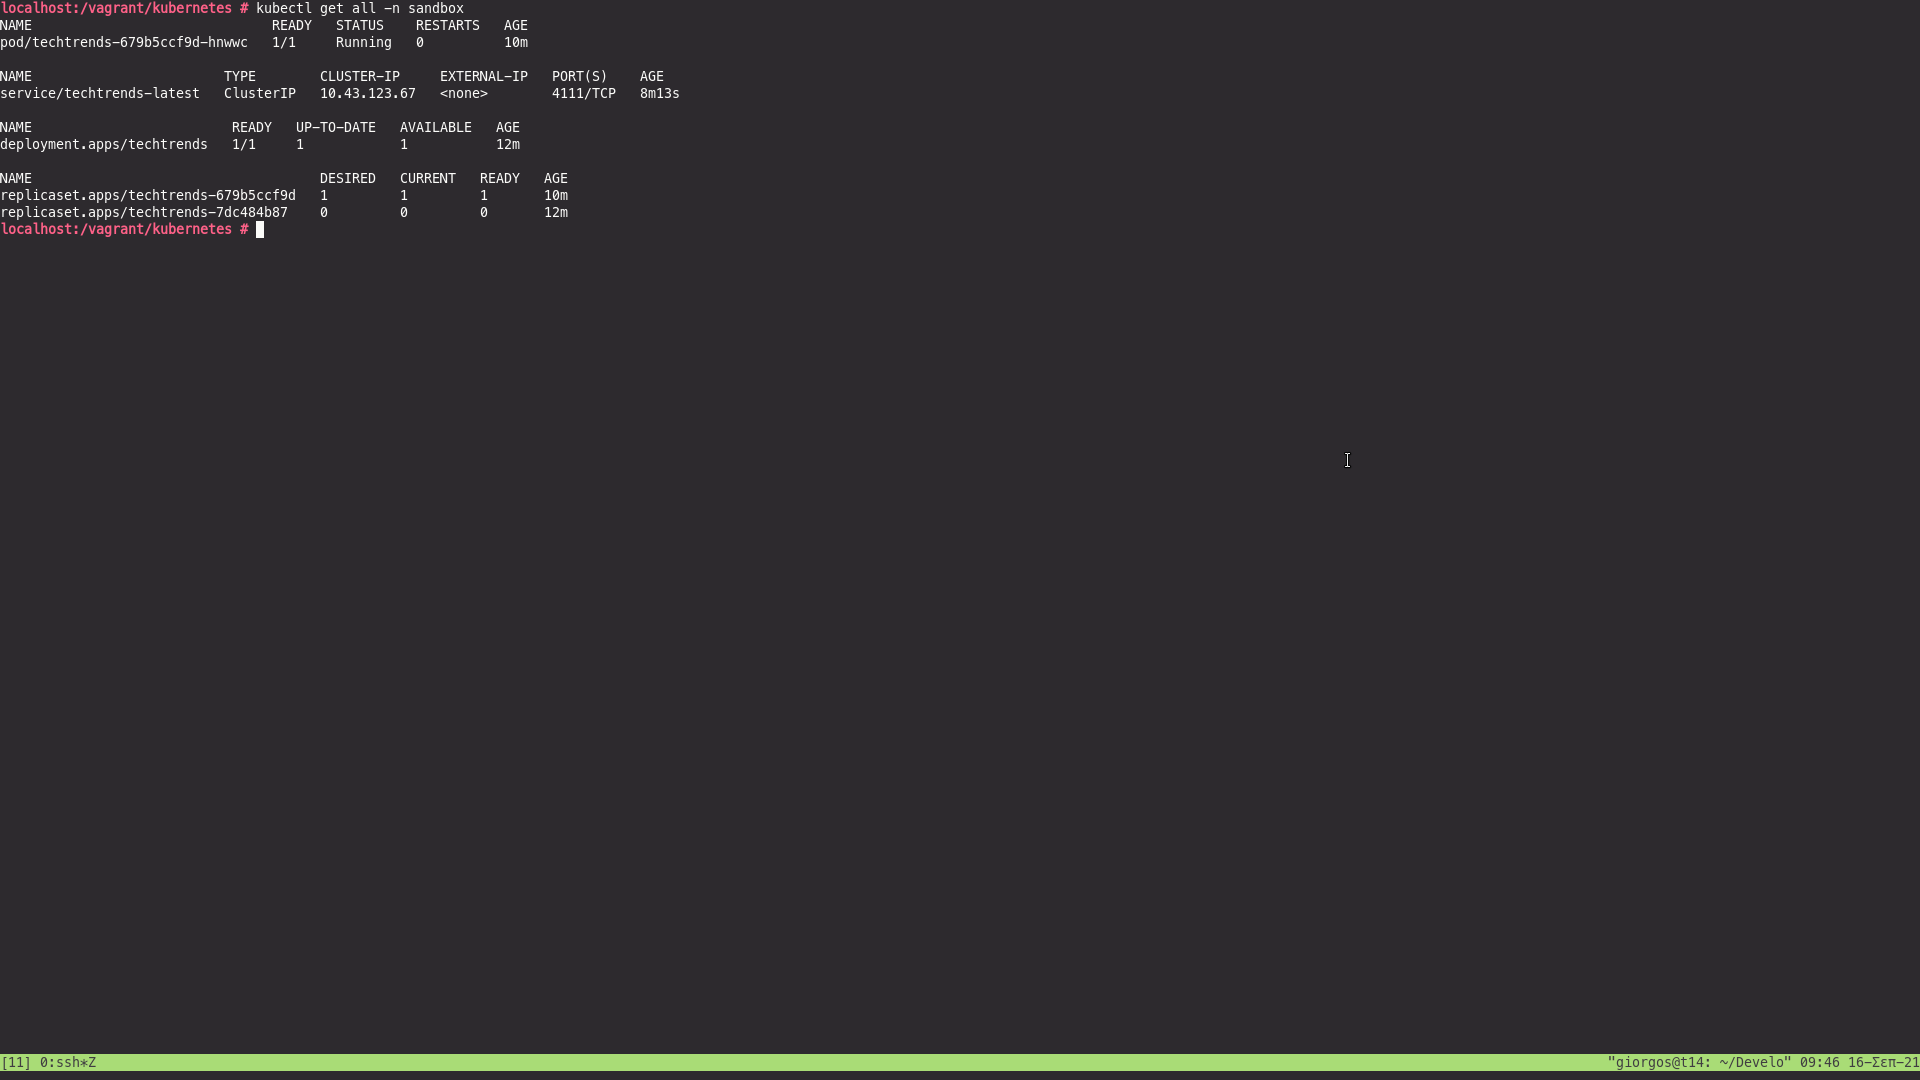 localhost:/vagrant/kubernetes # kubectl get all -n sandbox
NAME                              READY   STATUS    RESTARTS   AGE
pod/techtrends-679b5ccf9d-hnwwc   1/1     Running   0          10m

NAME                        TYPE        CLUSTER-IP     EXTERNAL-IP   PORT(S)    AGE
service/techtrends-latest   ClusterIP   10.43.123.67   <none>        4111/TCP   8m13s

NAME                         READY   UP-TO-DATE   AVAILABLE   AGE
deployment.apps/techtrends   1/1     1            1           12m

NAME                                    DESIRED   CURRENT   READY   AGE
replicaset.apps/techtrends-679b5ccf9d   1         1         1       10m
replicaset.apps/techtrends-7dc484b87    0         0         0       12m
localhost:/vagrant/kubernetes #
[11] 0:ssh*Z "giorgos@t14: ~/Develo" 09:46 16-Σεπ-21